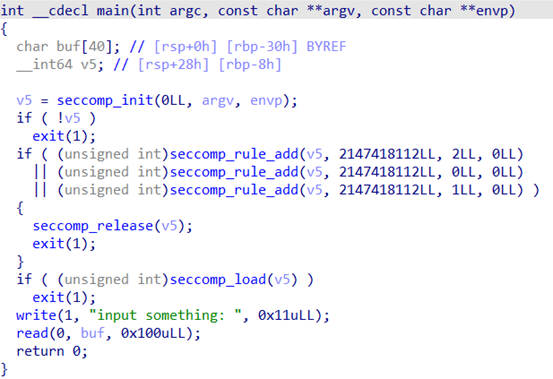 int __cdecl main(int argc, const char **argv, const char **envp)
{
  char buf[40]; // [rsp+0h] [rbp-30h] BYREF
  __int64 v5; // [rsp+28h] [rbp-8h]

  v5 = seccomp_init(0LL, argv, envp);
  if ( !v5 )
    exit(1);
  if ( (unsigned int)seccomp_rule_add(v5, 2147418112LL, 2LL, 0LL)
    || (unsigned int)seccomp_rule_add(v5, 2147418112LL, 0LL, 0LL)
    || (unsigned int)seccomp_rule_add(v5, 2147418112LL, 1LL, 0LL) )
  {
    seccomp_release(v5);
    exit(1);
  }
  if ( (unsigned int)seccomp_load(v5) )
    exit(1);
  write(1, "input something: ", 0x11uLL);
  read(0, buf, 0x100uLL);
  return 0;
}